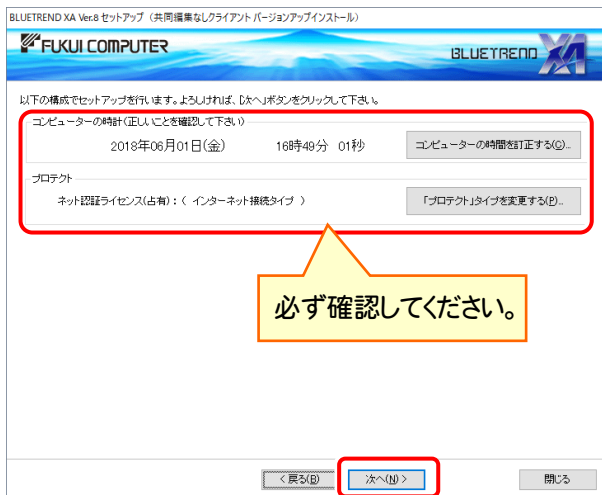 BLUETREND XA Ver.8 セットアップ（共同編集なしクライアント バージョンアップインストール）
FUKUI COMPUTER
BLUETREND XA
以下の構成でセットアップを行います。よろしければ、[次へ]ボタンをクリックして下さい。
コンピューターの時計(正しいことを確認して下さい)
2018年06月01日(金) 16時49分 01秒 コンピューターの時間を訂正する(C)...
プロテクト
ネット認証ライセンス(占有)：( インターネット接続タイプ ) 「プロテクト」タイプを変更する(P)...
必ず確認してください。
< 戻る(B) 次へ(N) > 閉じる